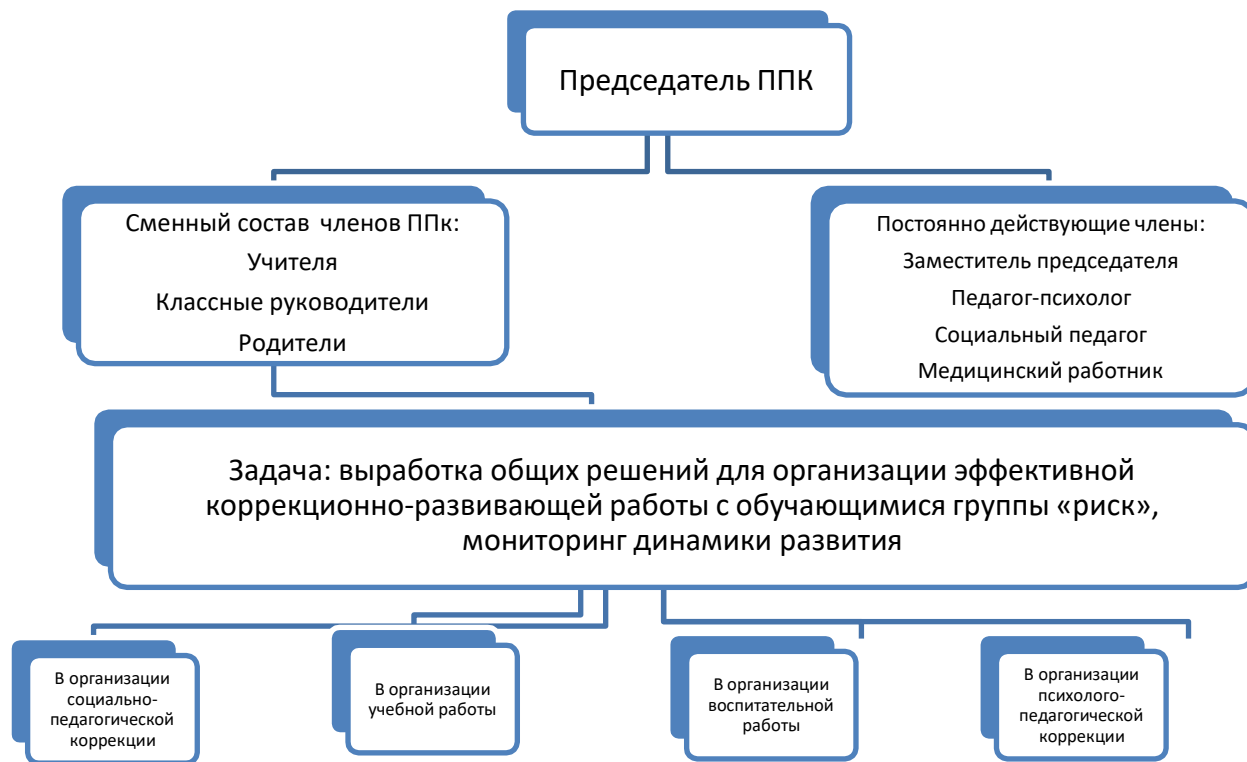 Председатель ППК
Сменный состав членов ППк:
Учителя
Классные руководители
Родители
Постоянно действующие члены:
Заместитель председателя
Педагог-психолог
Социальный педагог
Медицинский работник
Задача: выработка общих решений для организации эффективной
коррекционно-развивающей работы с обучающимися группы «риск»,
мониторинг динамики развития
В организации
социально-
педагогической
коррекции
В организации
учебной работы
В организации
воспитательной
работы
В организации
психолого-
педагогической
коррекции